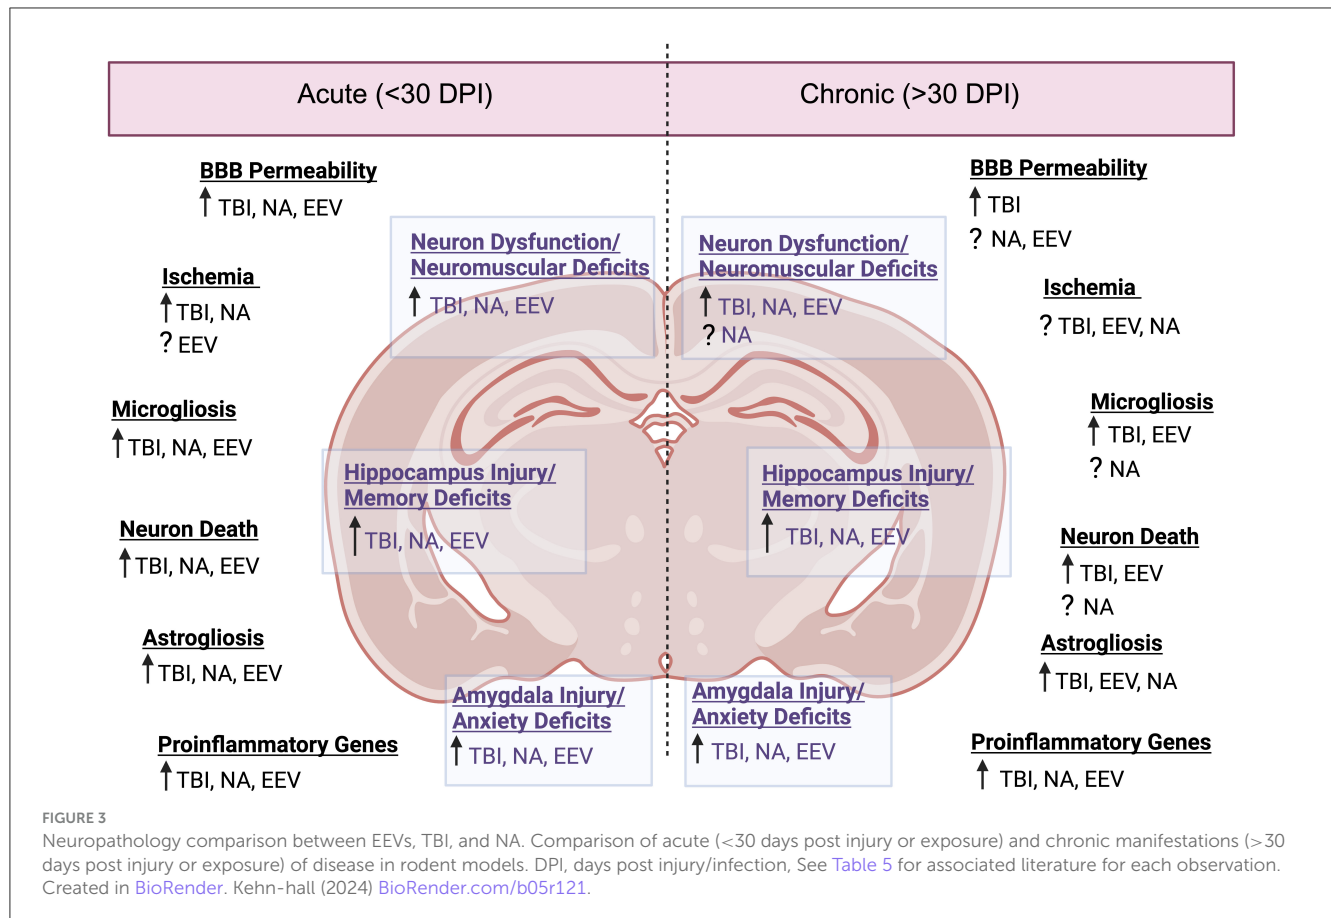 Acute (<30 DPI)
Chronic (>30 DPI)
BBB Permeability
↑ TBI, NA, EEV
Ischemia
↑ TBI, NA
? EEV
Microgliosis
↑ TBI, NA, EEV
Neuron Death
↑ TBI, NA, EEV
Astrogliosis
↑ TBI, NA, EEV
Proinflammatory Genes
↑ TBI, NA, EEV
Neuron Dysfunction/
Neuromuscular Deficits
↑ TBI, NA, EEV
Hippocampus Injury/
Memory Deficits
↑ TBI, NA, EEV
Amygdala Injury/
Anxiety Deficits
↑ TBI, NA, EEV
Neuron Dysfunction/
Neuromuscular Deficits
↑ TBI, NA, EEV
? NA
Hippocampus Injury/
Memory Deficits
↑ TBI, NA, EEV
Amygdala Injury/
Anxiety Deficits
↑ TBI, NA, EEV
BBB Permeability
↑ TBI
? NA, EEV
Ischemia
? TBI, EEV, NA
Microgliosis
↑ TBI, EEV
? NA
Neuron Death
↑ TBI, EEV
? NA
Astrogliosis
↑ TBI, EEV, NA
Proinflammatory Genes
↑ TBI, NA, EEV
FIGURE 3
Neuropathology comparison between EEVs, TBI, and NA. Comparison of acute (<30 days post injury or exposure) and chronic manifestations (>30
days post injury or exposure) of disease in rodent models. DPI, days post injury/infection, See Table 5 for associated literature for each observation.
Created in BioRender. Kehn-hall (2024) BioRender.com/b05r121.